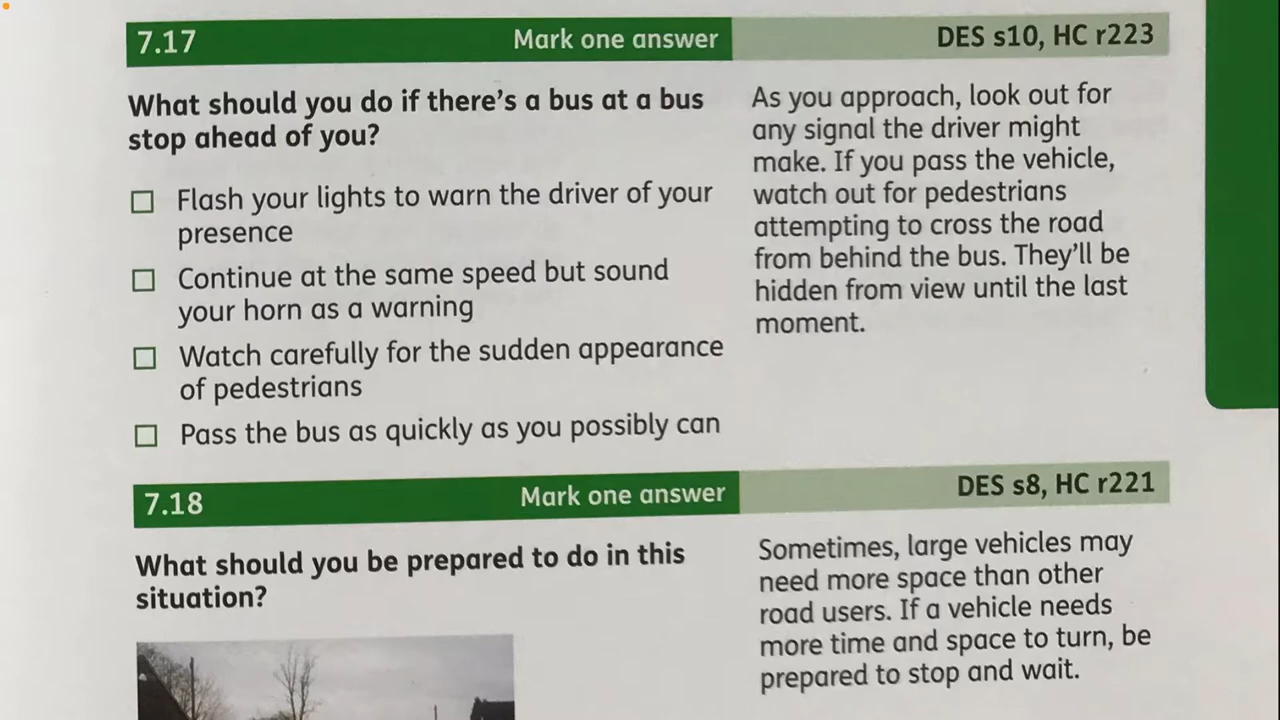 7.17 Mark one answer DES s10, HC r223
What should you do if there's a bus at a bus
stop ahead of you?
Flash your lights to warn the driver of your
presence
Continue at the same speed but sound
your horn as a warning
Watch carefully for the sudden appearance
of pedestrians
Pass the bus as quickly as you possibly can
As you approach, look out for
any signal the driver might
make. If you pass the vehicle,
watch out for pedestrians
attempting to cross the road
from behind the bus. They'll be
hidden from view until the last
moment.
7.18 Mark one answer DES s8, HC r221
What should you be prepared to do in this
situation?
Sometimes, large vehicles may
need more space than other
road users. If a vehicle needs
more time and space to turn, be
prepared to stop and wait.